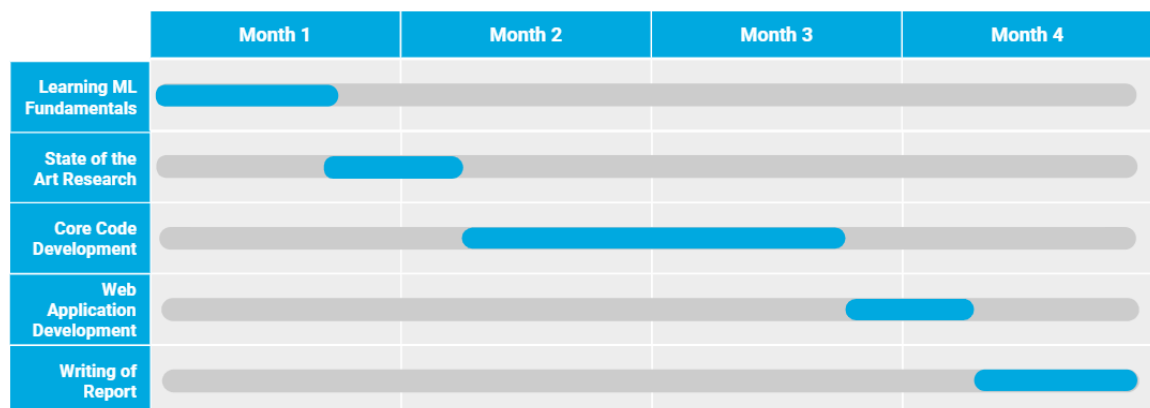 Month 1
Month 2
Month 3
Month 4
Learning ML
Fundamentals
State of the
Art Research
Core Code
Development
Web
Application
Development
Writing of
Report